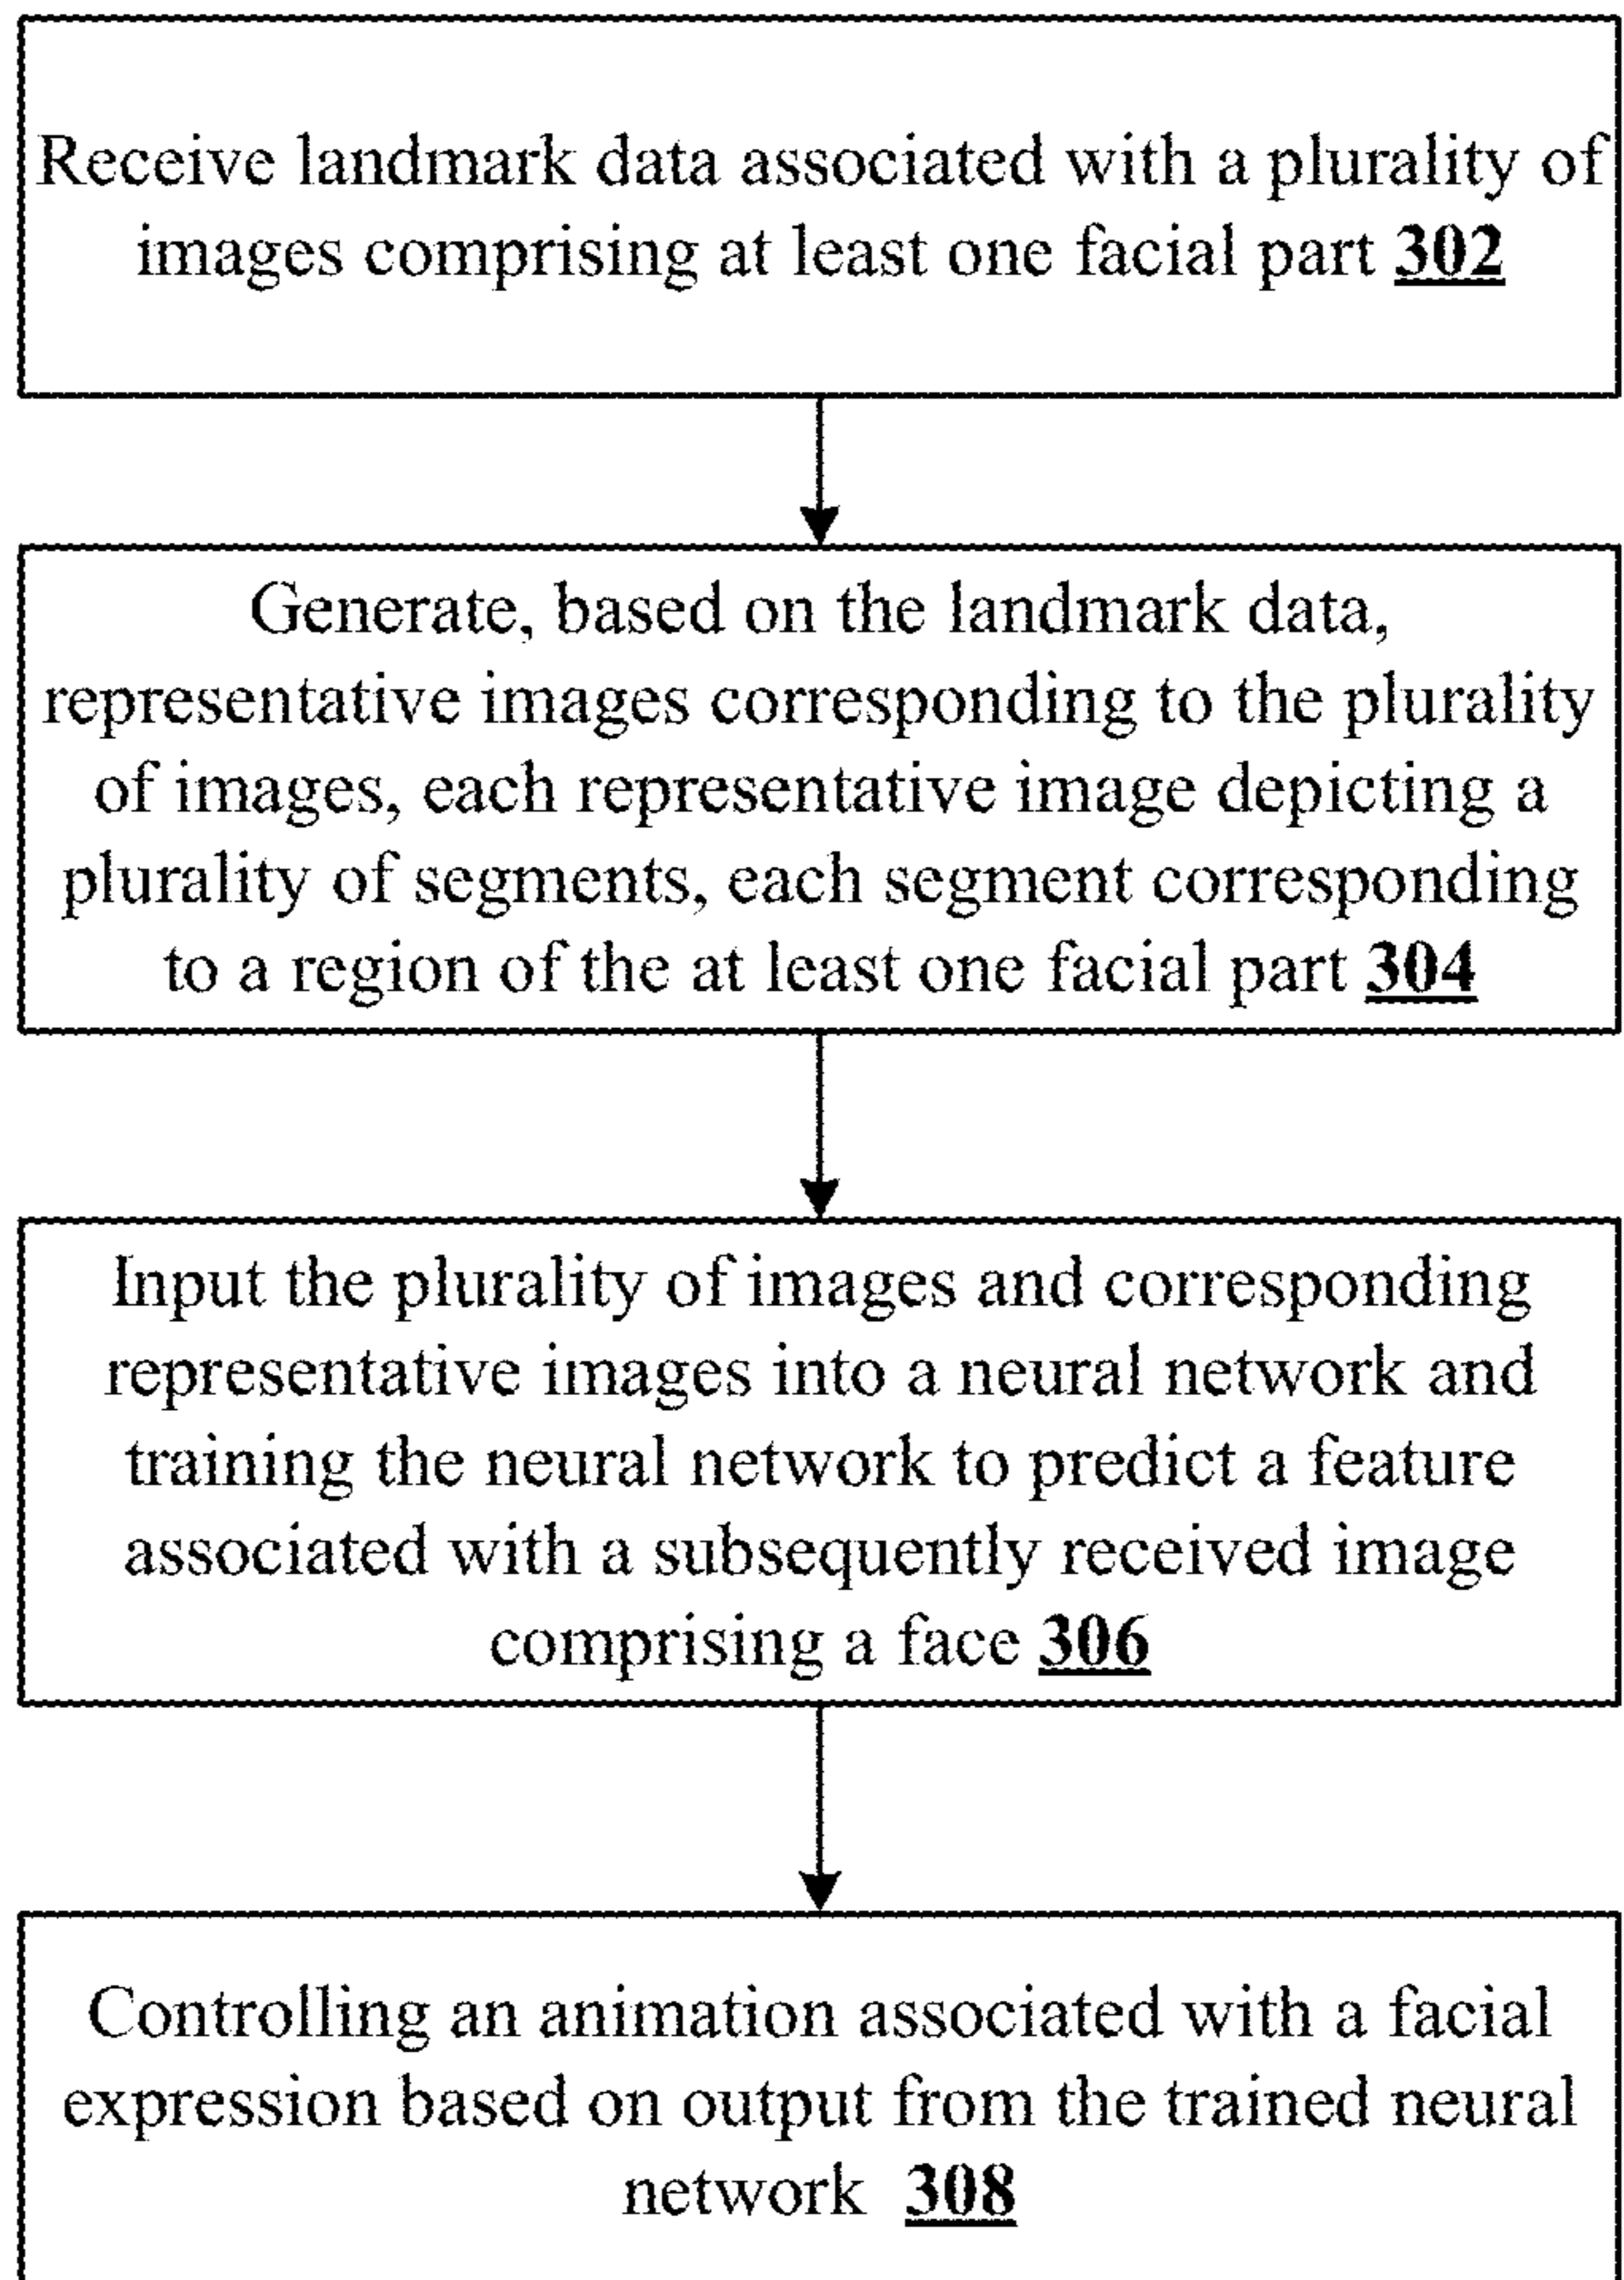 Receive landmark data associated with a plurality of
images comprising at least one facial part 302
Generate, based on the landmark data,
representative images corresponding to the plurality
of images, each representative image depicting a
plurality of segments, each segment corresponding
to a region of the at least one facial part 304
Input the plurality of images and corresponding
representative images into a neural network and
training the neural network to predict a feature
associated with a subsequently received image
comprising a face 306
Controlling an animation associated with a facial
expression based on output from the trained neural
network 308